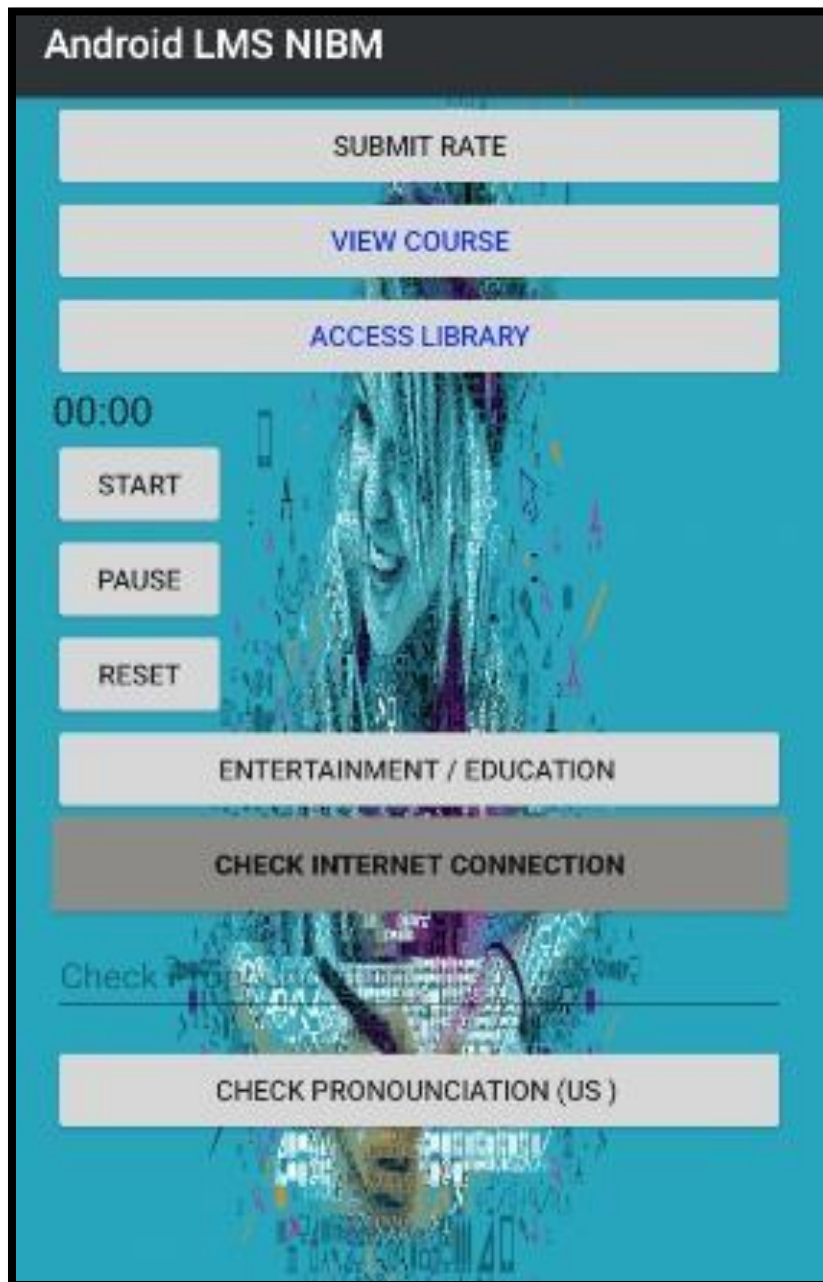 Android LMS NIBM
SUBMIT RATE
VIEW COURSE
ACCESS LIBRARY
00:00
START
PAUSE
RESET
ENTERTAINMENT / EDUCATION
CHECK INTERNET CONNECTION
Check
CHECK PRONOUNCIATION (US )